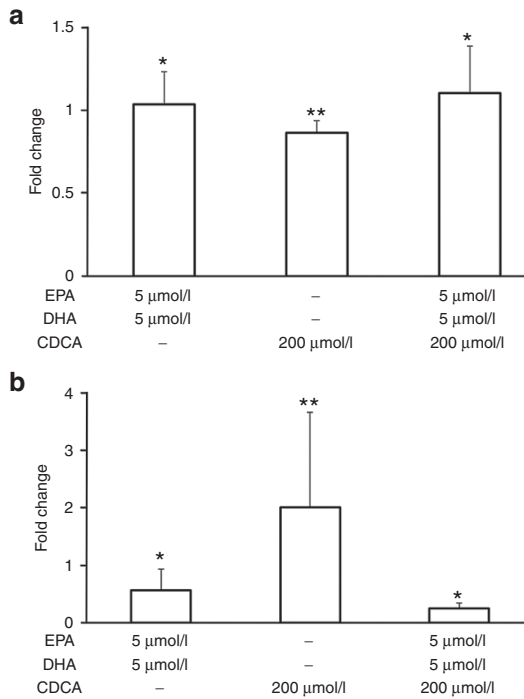 a
1.5
*
**
*
1
0.5
0
Fold change
EPA 5 μmol/l – 5 μmol/l
DHA 5 μmol/l – 5 μmol/l
CDCA – 200 μmol/l 200 μmol/l
b
4
**
3
2
*
*
1
0
Fold change
EPA 5 μmol/l – 5 μmol/l
DHA 5 μmol/l – 5 μmol/l
CDCA – 200 μmol/l 200 μmol/l